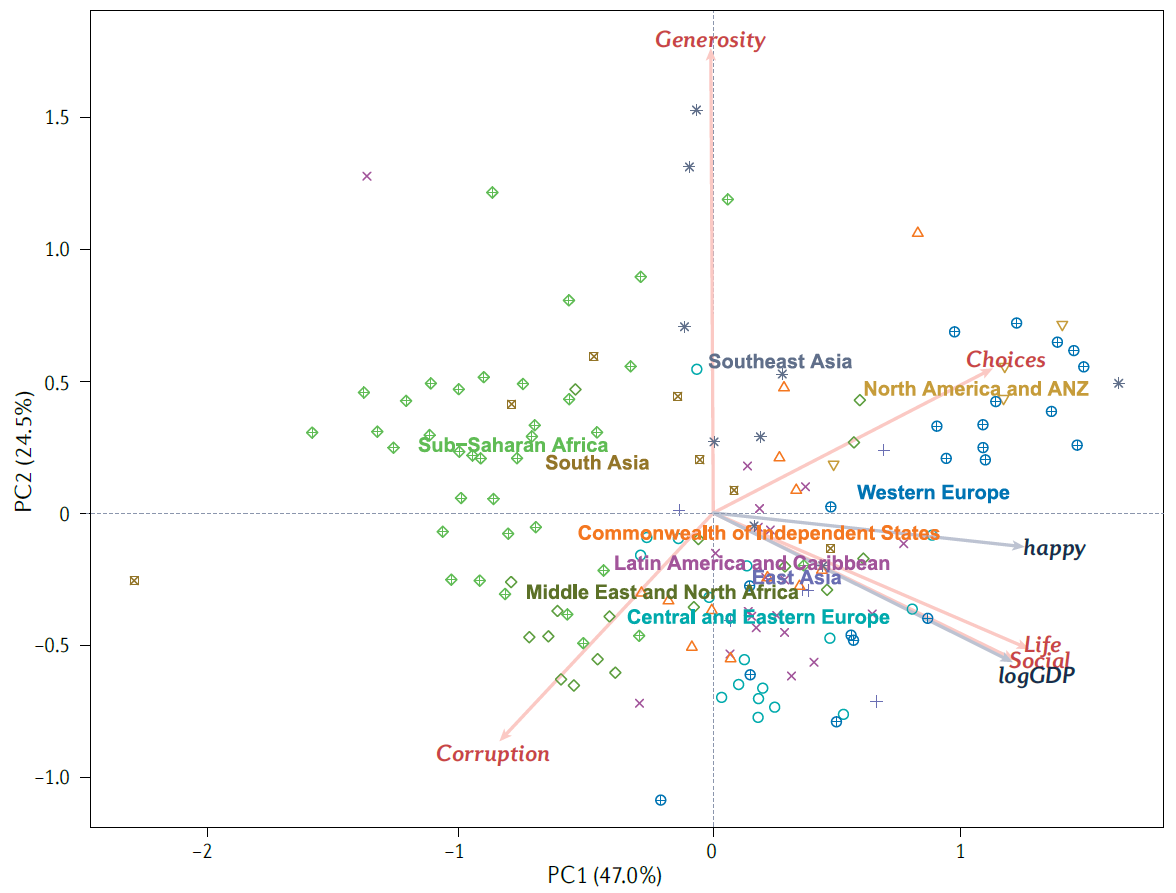 Generosity
1.5
1.0
Southeast Asia
Choices
0.5
North America and ANZ
Sub-Saharan Africa
South Asia
Western Europe
0
Commonwealth of Independent States
happy
Latin America and Caribbean
East Asia
Middle East and North Africa
Central and Eastern Europe
−0.5
Life
Social
logGDP
Corruption
−1.0
PC2 (24.5%)
−2
−1
0
1
PC1 (47.0%)